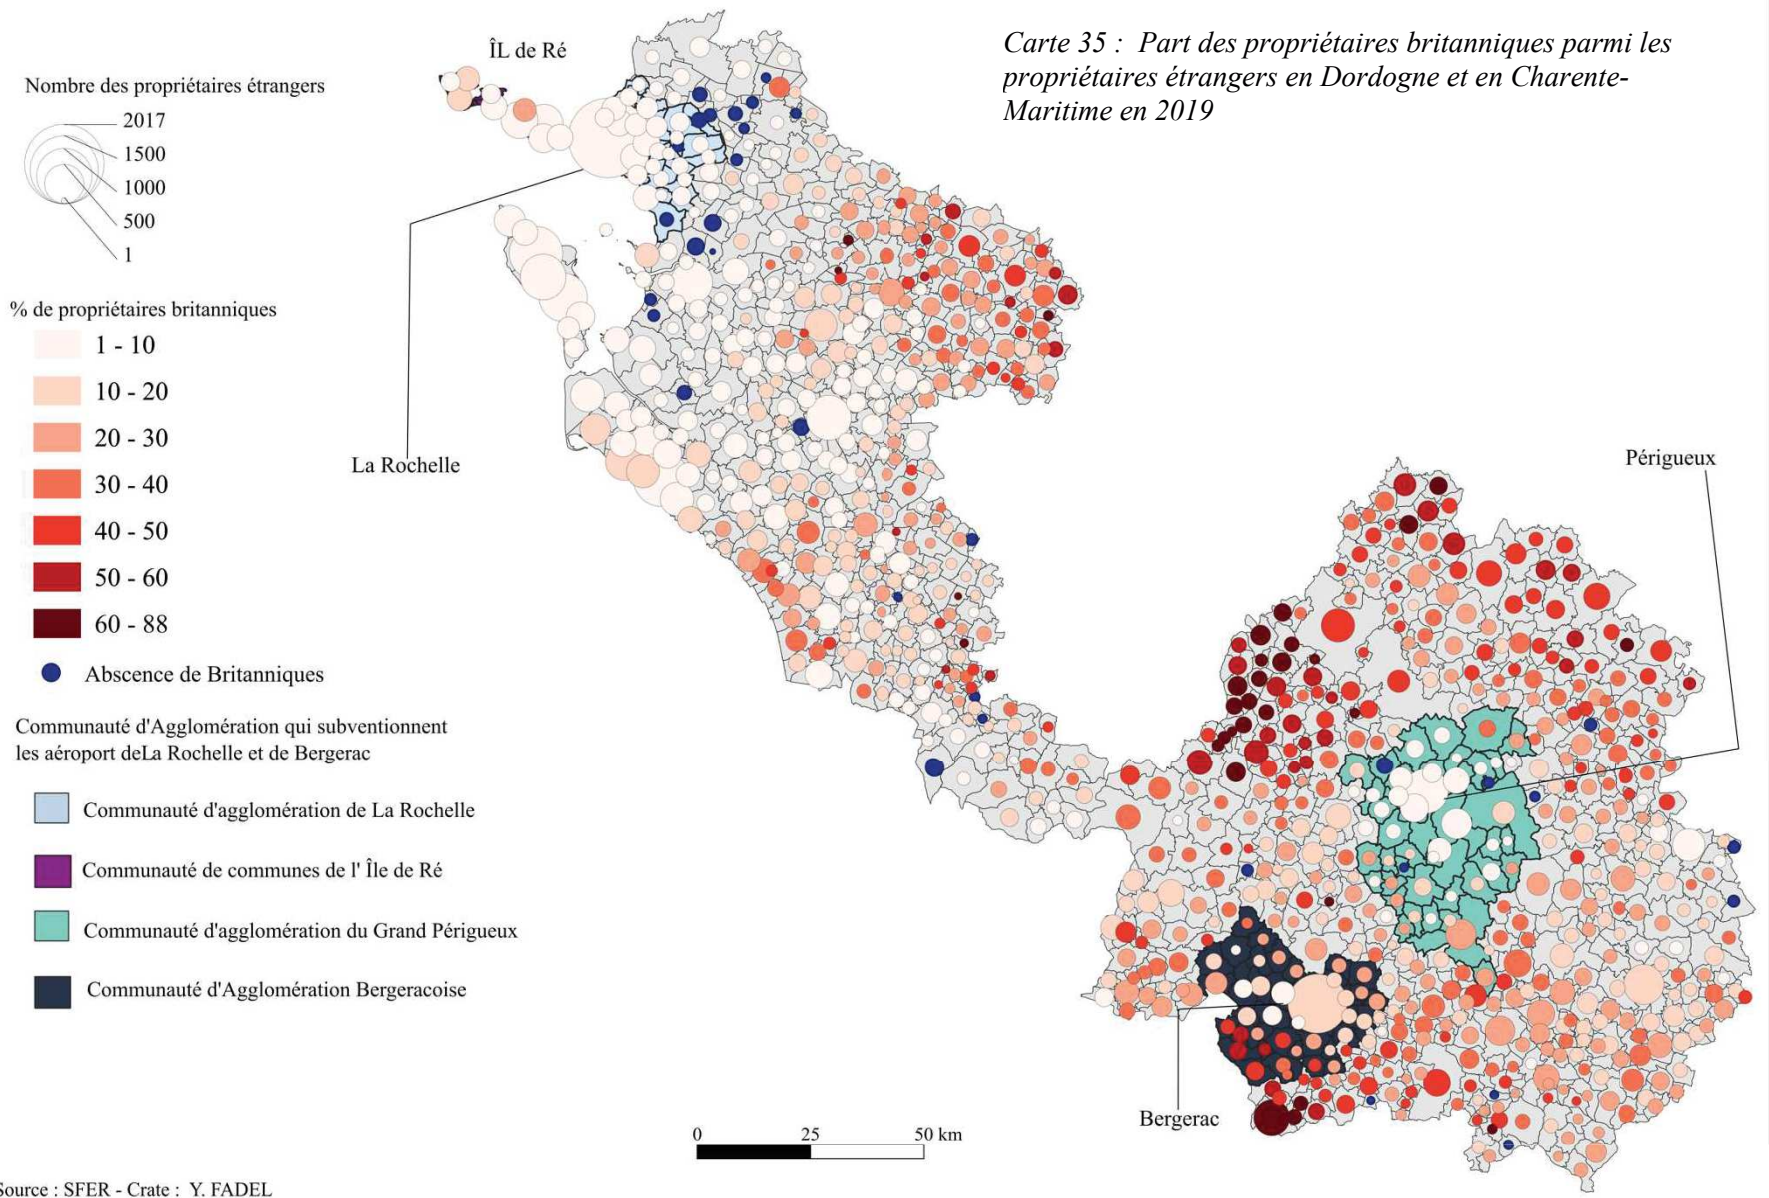 Carte 35 : Part des propriétaires britanniques parmi les
propriétaires étrangers en Dordogne et en Charente-
Maritime en 2019
ÎL de Ré
Nombre des propriétaires étrangers
2017
1500
1000
500
1
% de propriétaires britanniques
1 - 10
10 - 20
20 - 30
30 - 40
40 - 50
50 - 60
60 - 88
Abscence de Britanniques
Communauté d'Agglomération qui subventionnent
les aéroport deLa Rochelle et de Bergerac
Communauté d'agglomération de La Rochelle
Communauté de communes de l' Île de Ré
Communauté d'agglomération du Grand Périgueux
Communauté d'Agglomération Bergeracoise
La Rochelle
Périgueux
Bergerac
0 25 50 km
Source : SFER - Crate : Y. FADEL